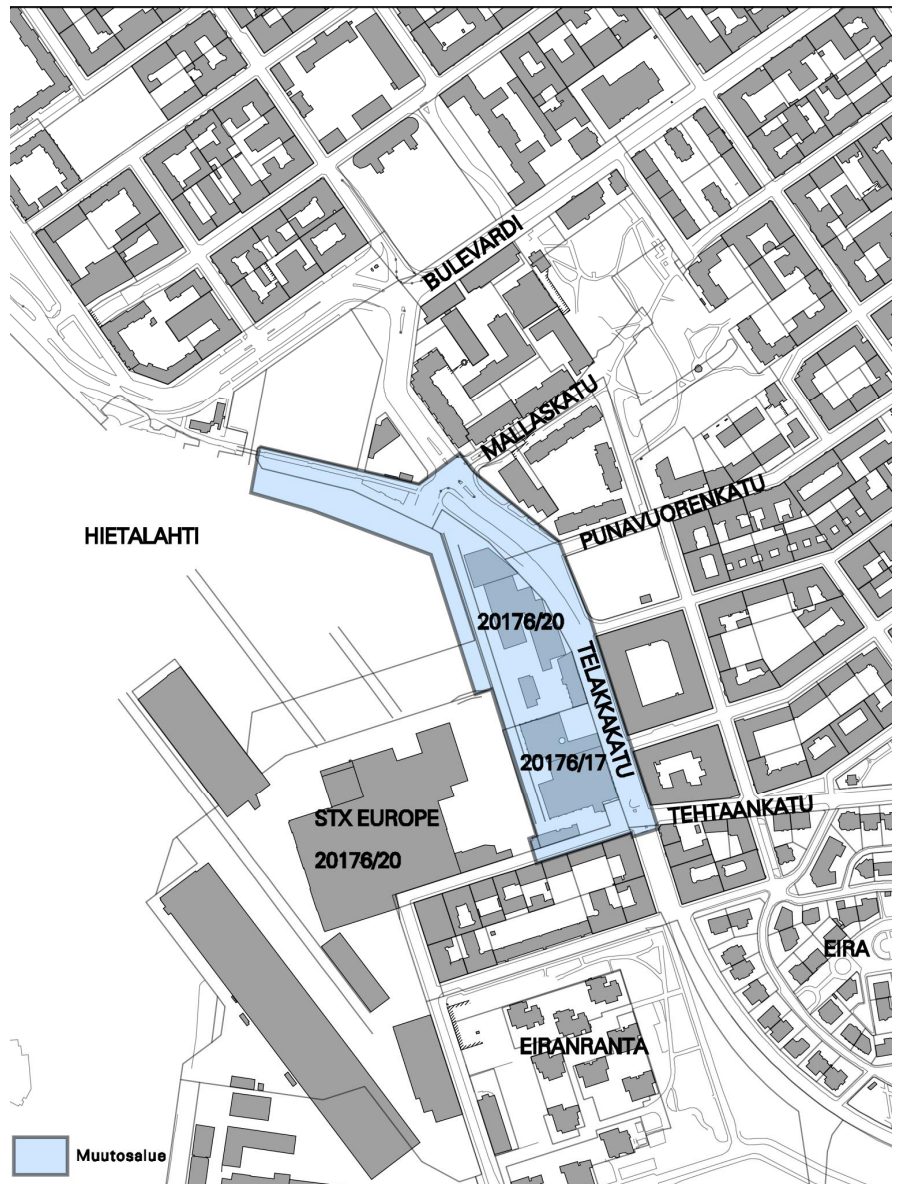 BULEVARDI
MALLASKATU
PUNAVUORENKATU
HIETALAHTI
20176/20
TELAKKAKATU
20176/17
STX EUROPE
20176/20
TEHTAANKATU
EIRA
EIRANRANTA
Muutosalue